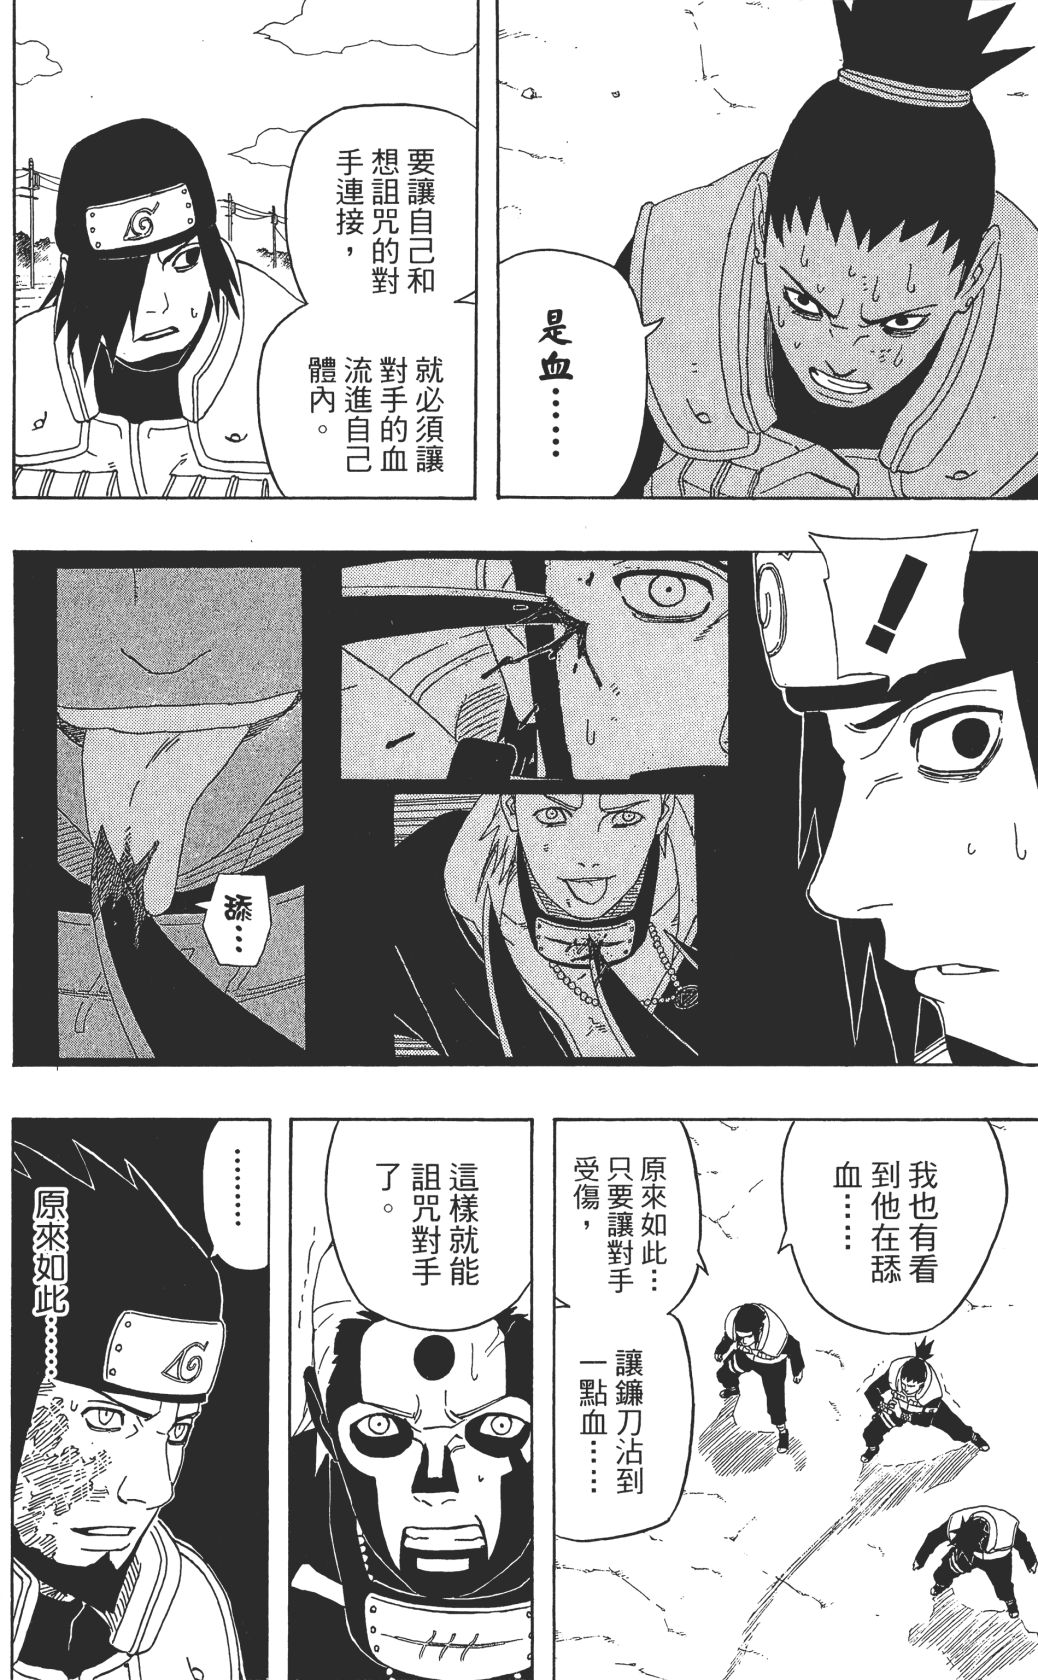 是血……
要讓自己和
想詛咒的對
手連接，
就必須讓
對手的血
流進自己
體內。
！
舔…
我也有看
到他在舔
血……
原來如此…
只要讓對手
受傷，
讓鐮刀沾到
一點血……
這樣就能
詛咒對手
了。
………
原來如此……